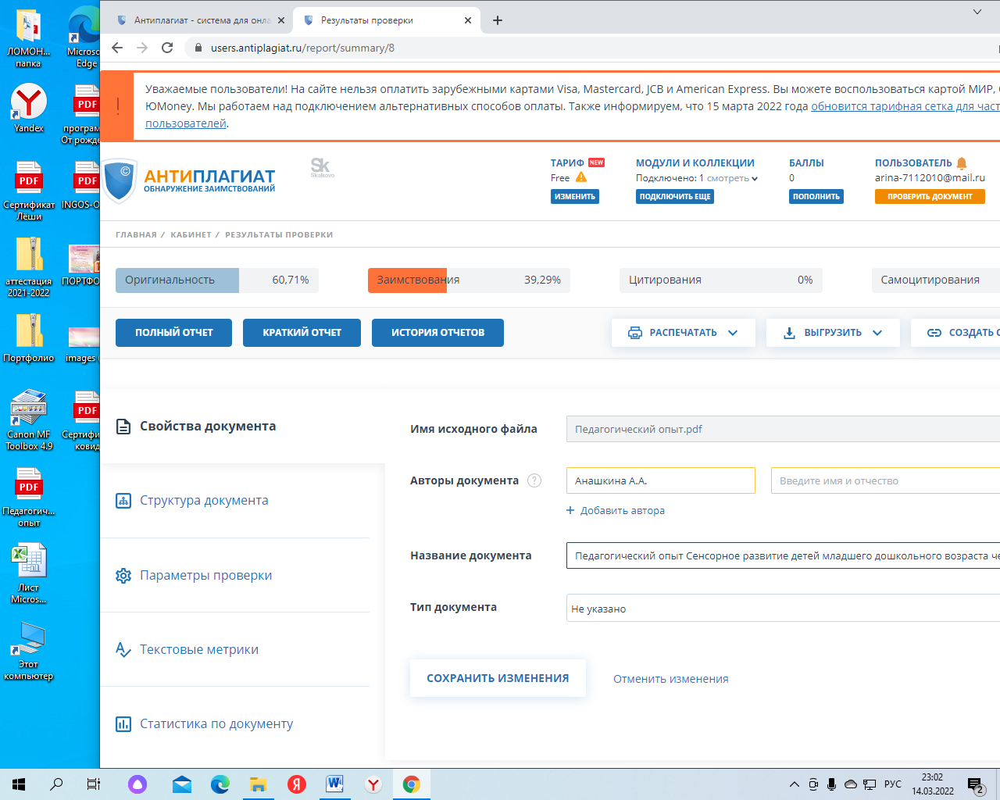 Антиплагиат - система для онла
Результаты проверки
users.antiplagiat.ru/report/summary/8
Уважаемые пользователи! На сайте нельзя оплатить зарубежными картами Visa, Mastercard, JCB и American Express. Вы можете воспользоваться картой МИР,
ЮMoney. Мы работаем над подключением альтернативных способов оплаты. Также информируем, что 15 марта 2022 года обновится тарифная сетка для част
пользователей.
АНТИПЛАГИАТ
ОБНАРУЖЕНИЕ ЗАИМСТВОВАНИЙ
Sk
Skolkovo
ТАРИФ NEW
Free
ИЗМЕНИТЬ
МОДУЛИ И КОЛЛЕКЦИИ
Подключено: 1 смотреть
ПОДКЛЮЧИТЬ ЕЩЕ
БАЛЛЫ
0
ПОПОЛНИТЬ
ПОЛЬЗОВАТЕЛЬ
arina-7112010@mail.ru
ПРОВЕРИТЬ ДОКУМЕНТ
ГЛАВНАЯ / КАБИНЕТ / РЕЗУЛЬТАТЫ ПРОВЕРКИ
Оригинальность 60,71%
Заимствования 39,29%
Цитирования 0%
Самоцитирования
ПОЛНЫЙ ОТЧЕТ
КРАТКИЙ ОТЧЕТ
ИСТОРИЯ ОТЧЕТОВ
РАСПЕЧАТАТЬ
ВЫГРУЗИТЬ
СОЗДАТЬ С
Свойства документа
Структура документа
Параметры проверки
Текстовые метрики
Статистика по документу
Имя исходного файла
Педагогический опыт.pdf
Авторы документа ?
Анашкина А.А.
Введите имя и отчество
+ Добавить автора
Название документа
Педагогический опыт Сенсорное развитие детей младшего дошкольного возраста че
Тип документа
Не указано
СОХРАНИТЬ ИЗМЕНЕНИЯ
Отменить изменения
ЛОМОН...
папка
Microso
Edge
Yandex
PDF
програм
От рожде
PDF
Сертификат
Лёши
PDF
INGOS-O
аттестация
2021-2022
ПОРТФО
Портфолио
images (
Canon MF
Toolbox 4.9
PDF
Сертифи
ковид
PDF
Педагогич...
опыт
Лист
Micros...
Этот
компьютер
РУС
23:02
14.03.2022
2